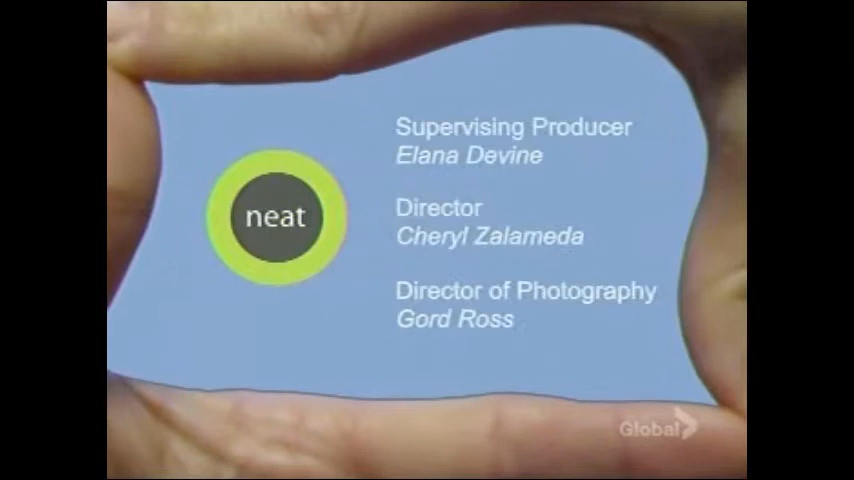 neat
Supervising Producer
Elana Devine
Director
Cheryl Zalameda
Director of Photography
Gord Ross
Global